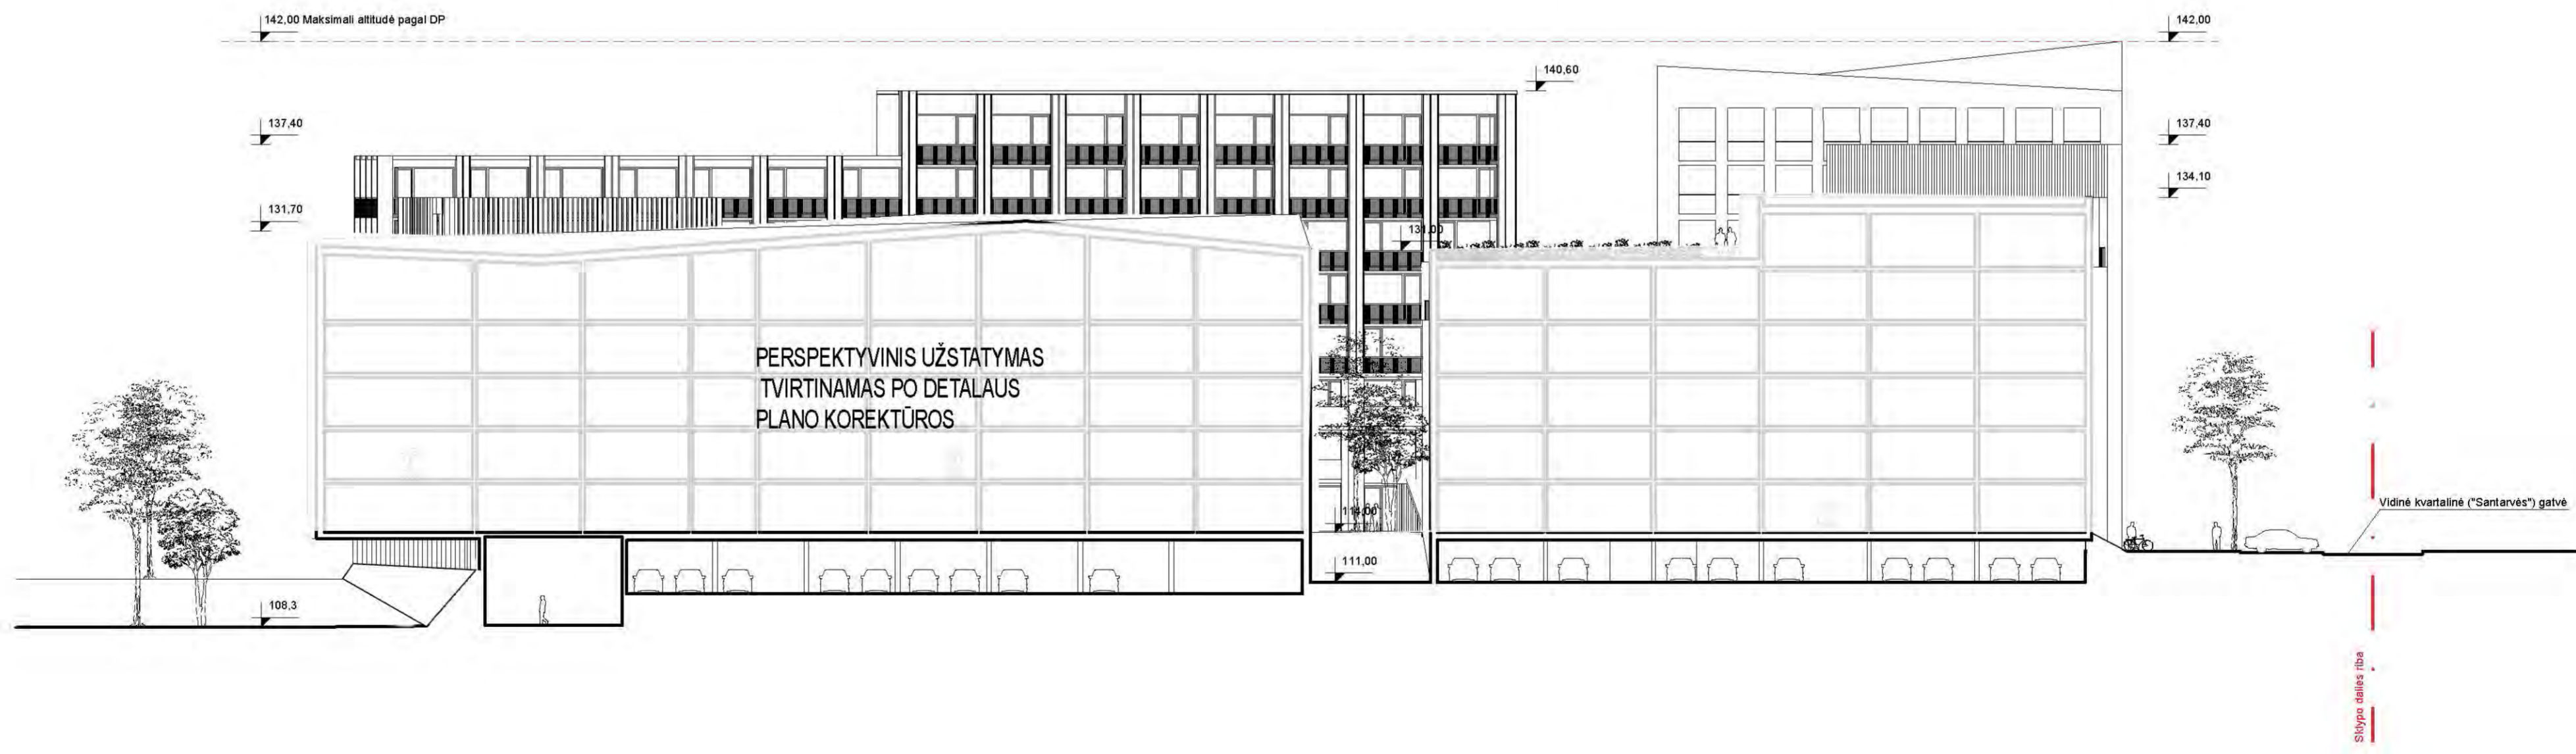 142,00 Maksimali altitudė pagal DP
142,00
140,60
137,40
137,40
134,10
131,70
131,00
PERSPEKTYVINIS UŽSTATYMAS
TVIRTINAMAS PO DETALAUS
PLANO KOREKTŪROS
Vidinė kvartalinė ("Santarvės") gatvė
114,00
111,00
108,3
Sklypo dalies riba